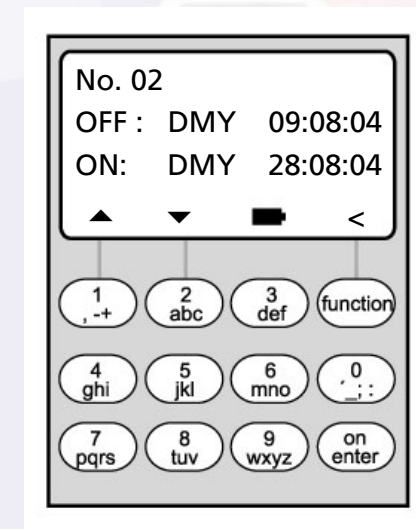 No. 02
OFF : DMY 09:08:04
ON: DMY 28:08:04
<
1 2 3 function
, -+ abc def
4 5 6 0
ghi jkl mno ´_; :
7 8 9 on
pqrs tuv wxyz enter